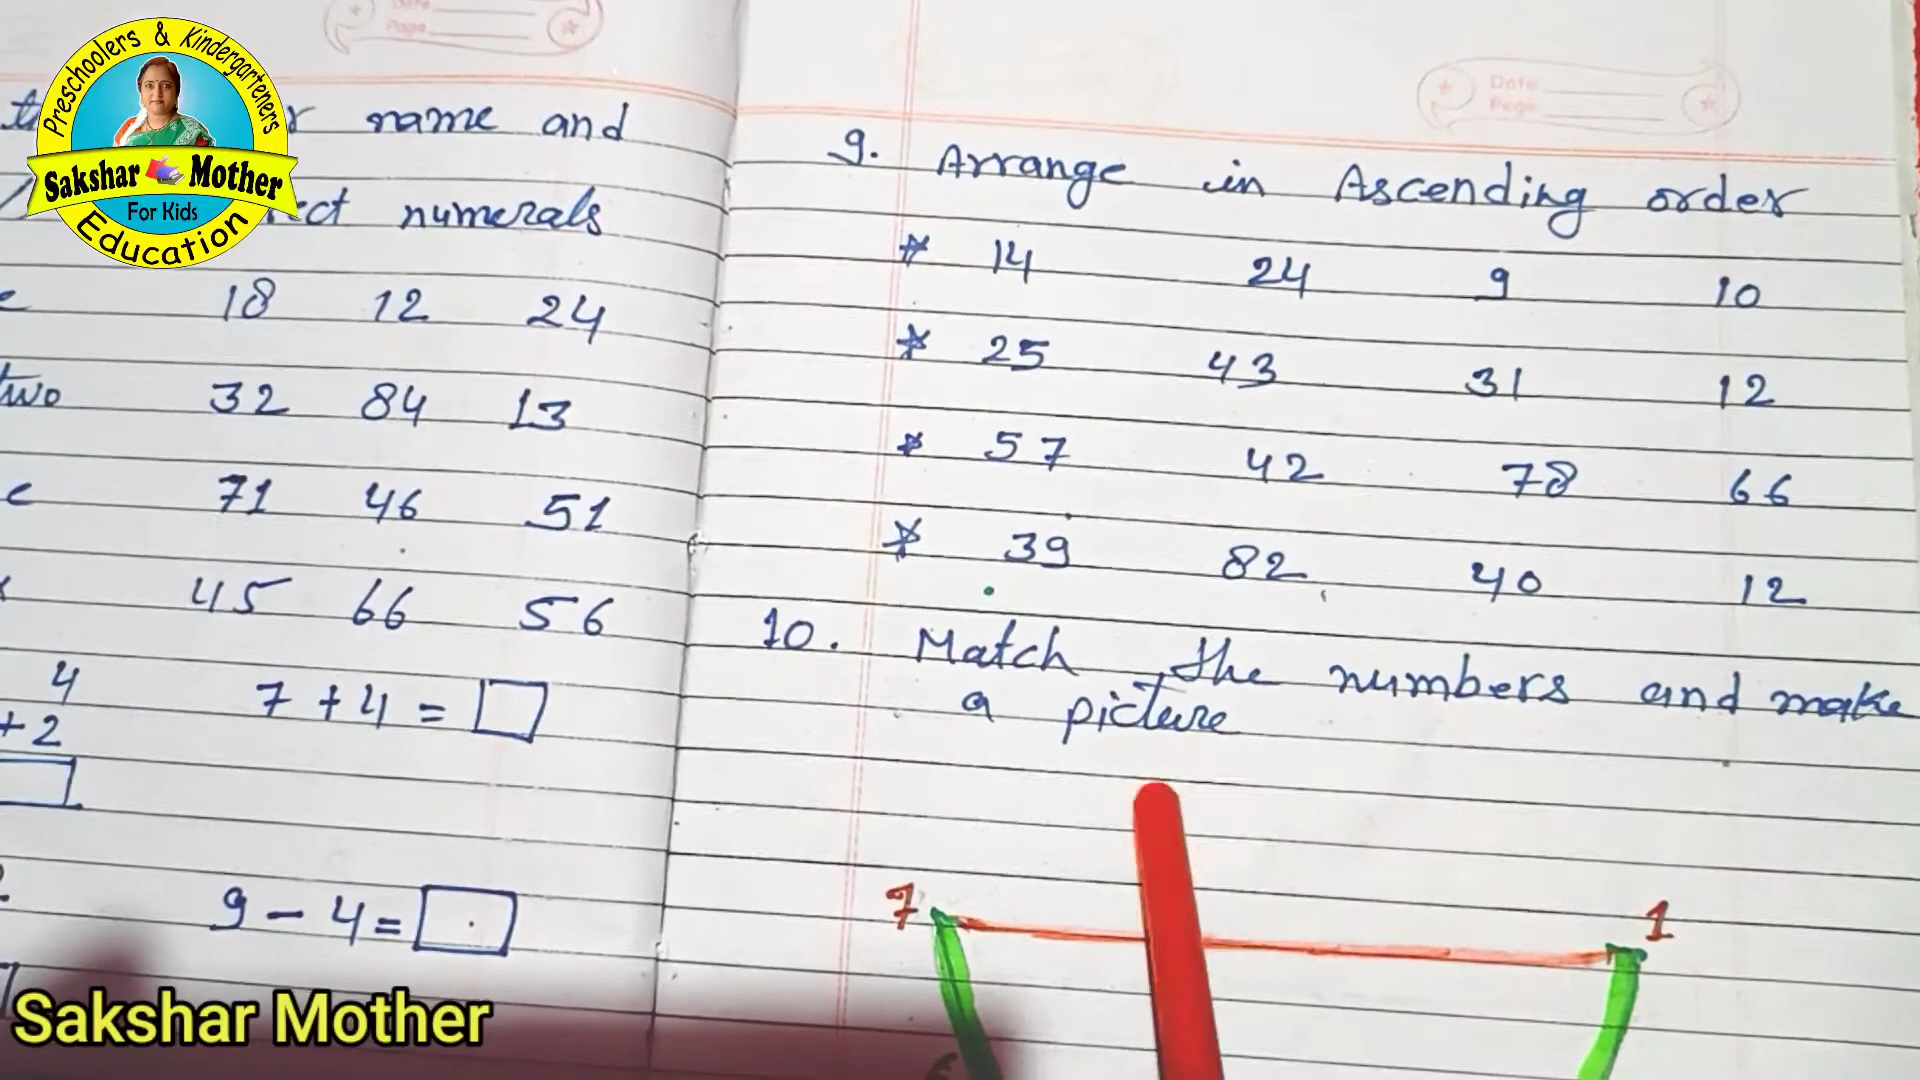 Preschoolers & Kindergarteners
Sakshar Mother
For Kids
Education
name and
numerals
18 12 24
two 32 84 13
71 46 51
45 66 56
4
+ 2
7 + 4 =
9 - 4 =
Date
Page
Date
Page
9. Arrange in Ascending order
* 14 24 9 10
* 25 43 31 12
* 57 42 78 66
* 39 82 40 12
10. Match the numbers and make
a picture
7 1
Sakshar Mother